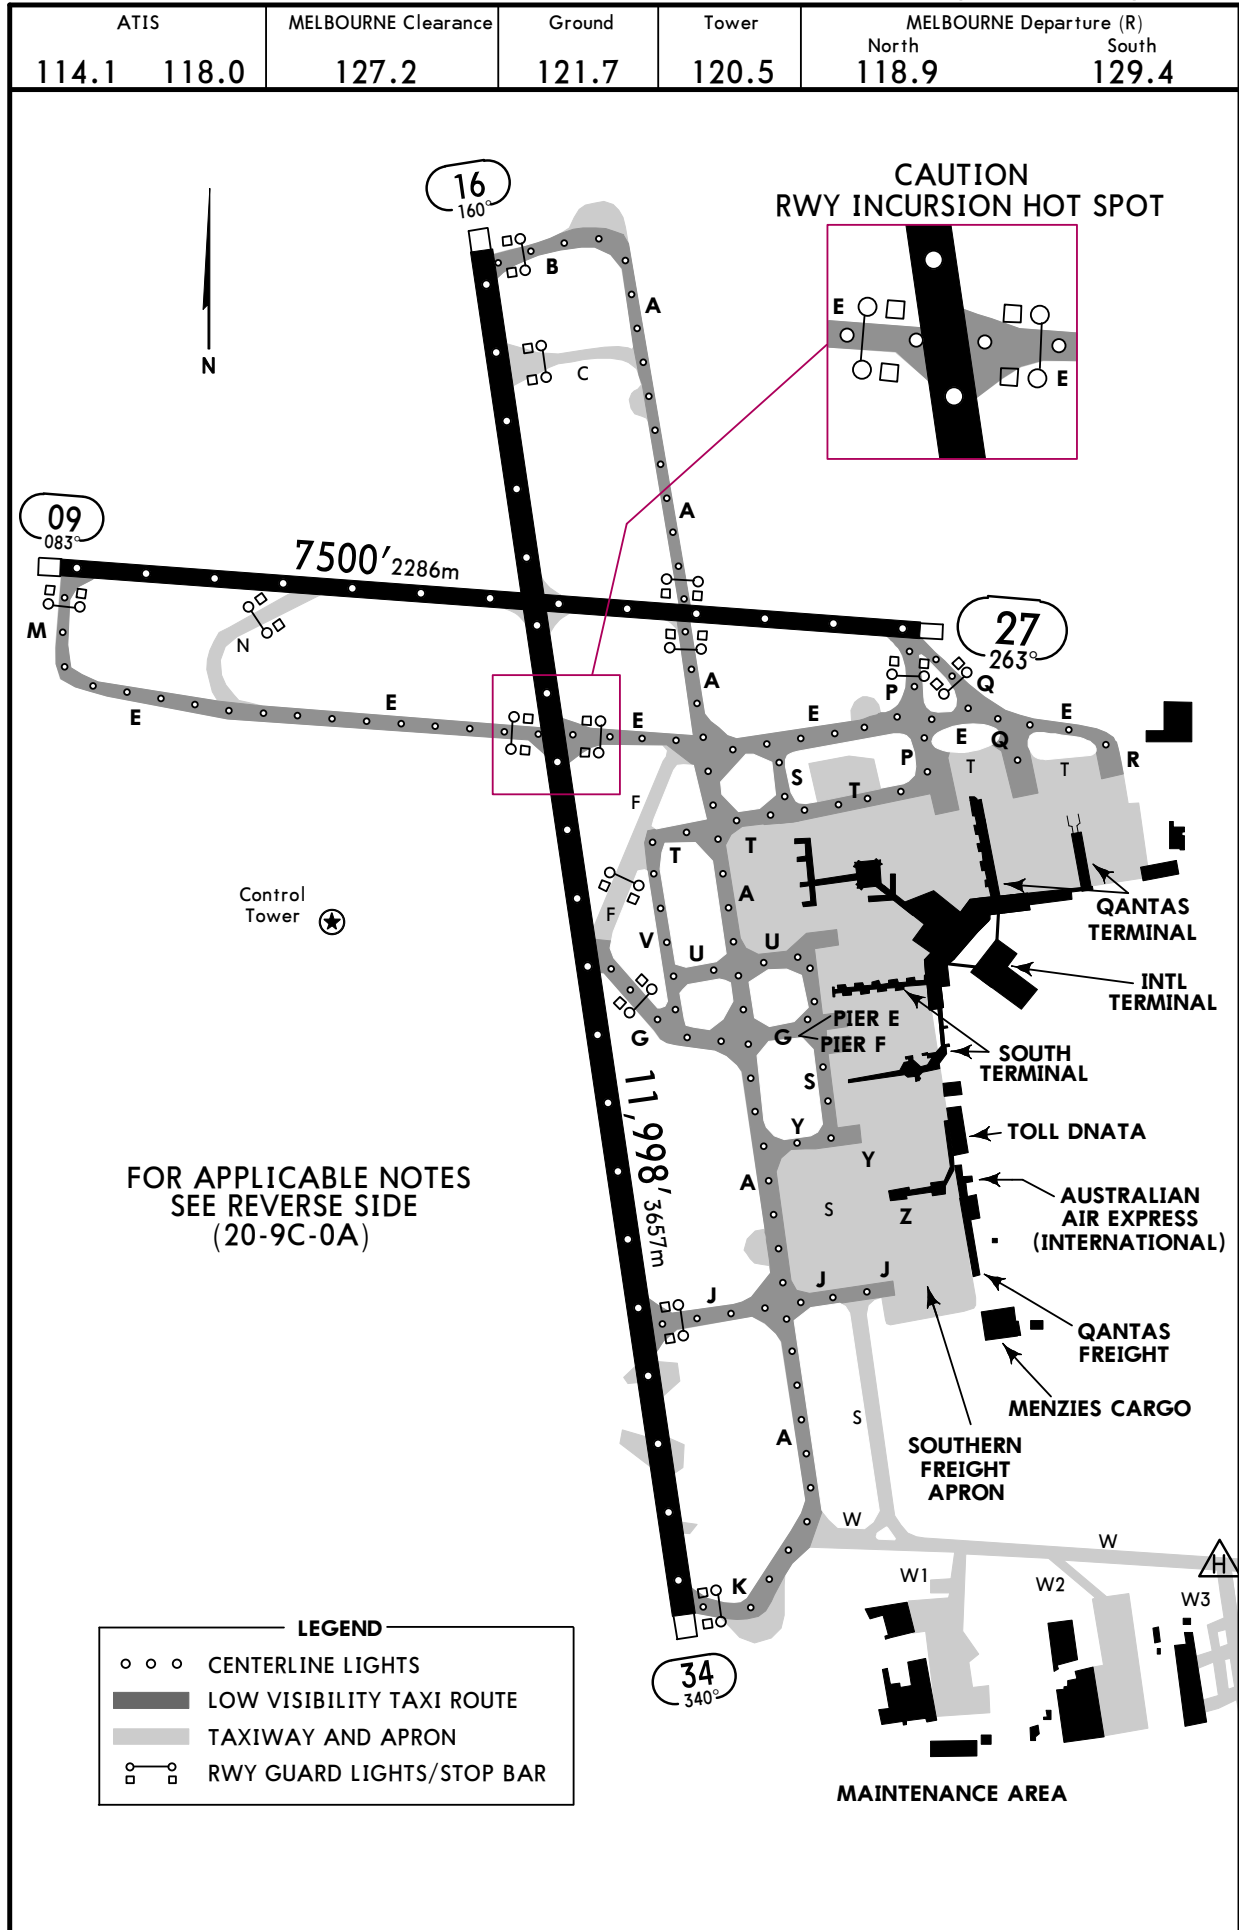 ATIS
114.1 118.0
MELBOURNE Clearance
127.2
Ground
121.7
Tower
120.5
MELBOURNE Departure (R)
North South
118.9 129.4
CAUTION
RWY INCURSION HOT SPOT
E
E
16
160°
B
A
C
N
A
09
083°
7500' 2286m
27
263°
M
N
A
P
Q
E
E
E
E
E
E
Q
P
R
S
T
T
T
F
T
T
A
F
V
U
U
Control
Tower
QANTAS
TERMINAL
INTL
TERMINAL
G
G
PIER E
PIER F
SOUTH
TERMINAL
S
11,998' 3657m
Y
Y
TOLL DNATA
A
S
Z
AUSTRALIAN
AIR EXPRESS
(INTERNATIONAL)
FOR APPLICABLE NOTES
SEE REVERSE SIDE
(20-9C-0A)
J
J
J
QANTAS
FREIGHT
MENZIES CARGO
SOUTHERN
FREIGHT
APRON
S
A
W
W
H
W1
W2
W3
K
34
340°
LEGEND
CENTERLINE LIGHTS
LOW VISIBILITY TAXI ROUTE
TAXIWAY AND APRON
RWY GUARD LIGHTS/STOP BAR
MAINTENANCE AREA